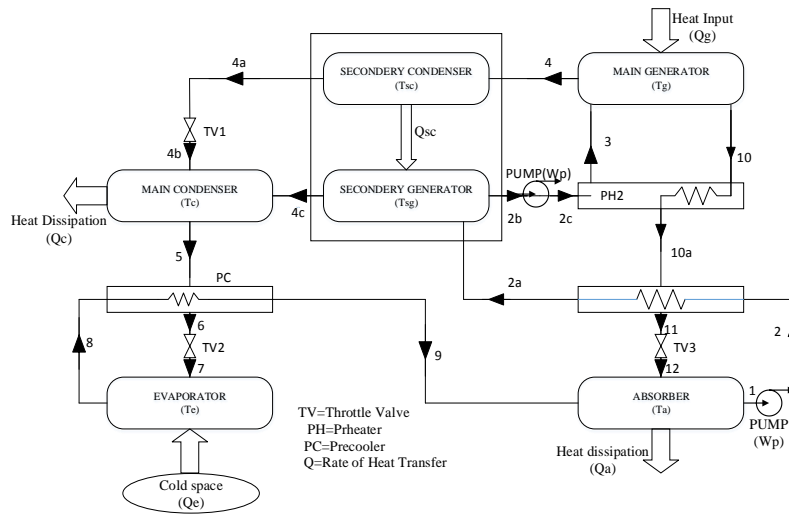 Heat Input
(Qg)
4a
SECONDERY CONDENSER
(Tsc)
4
MAIN GENERATOR
(Tg)
TV1
Qsc
3
10
4b
PUMP(Wp)
MAIN CONDENSER
(Tc)
4c
SECONDERY GENERATOR
(Tsg)
2b
2c
PH2
Heat Dissipation
(Qc)
5
10a
PC
2a
8
6
TV2
7
9
11
TV3
12
2
EVAPORATOR
(Te)
ABSORBER
(Ta)
1
PUMP
(Wp)
TV=Throttle Valve
PH=Prheater
PC=Precooler
Q=Rate of Heat Transfer
Heat dissipation
(Qa)
Cold space
(Qe)